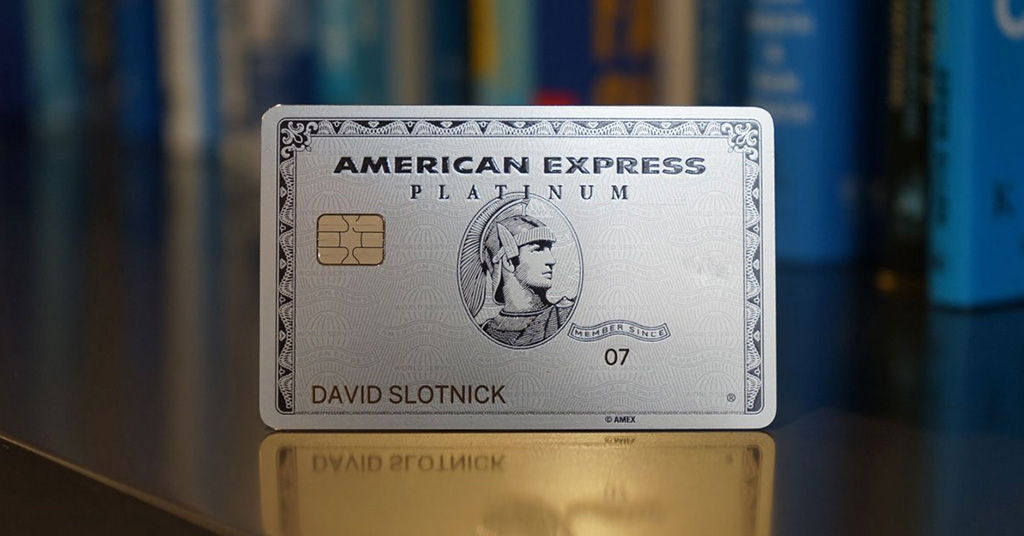 AMERICAN EXPRESS
PLATINUM
MEMBER SINCE
07
DAVID SLOTNICK
®
© AMEX